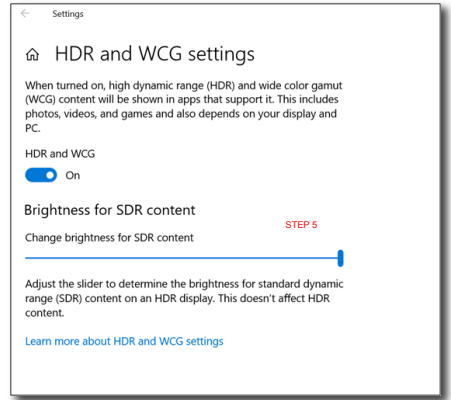 Settings
HDR and WCG settings
When turned on, high dynamic range (HDR) and wide color gamut
(WCG) content will be shown in apps that support it. This includes
photos, videos, and games and also depends on your display and
PC.
HDR and WCG
On
Brightness for SDR content
STEP 5
Change brightness for SDR content
Adjust the slider to determine the brightness for standard dynamic
range (SDR) content on an HDR display. This doesn't affect HDR
content.
Learn more about HDR and WCG settings